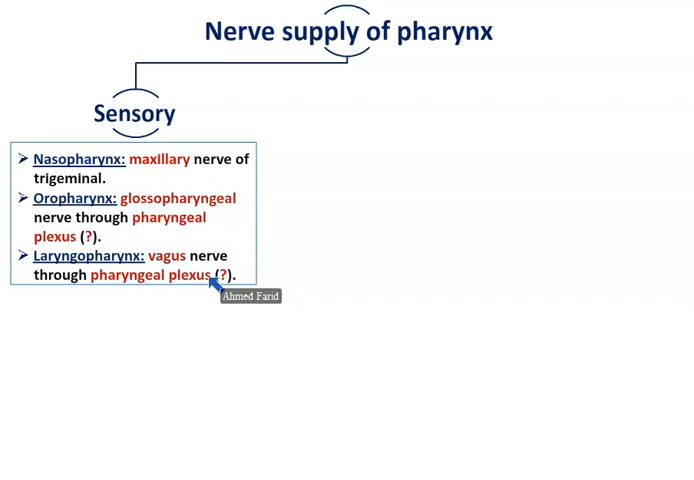 Nerve supply of pharynx
Sensory
➢ Nasopharynx: maxillary nerve of
trigeminal.
➢ Oropharynx: glossopharyngeal
nerve through pharyngeal
plexus (?).
➢ Laryngopharynx: vagus nerve
through pharyngeal plexus (?).
Ahmed Farid